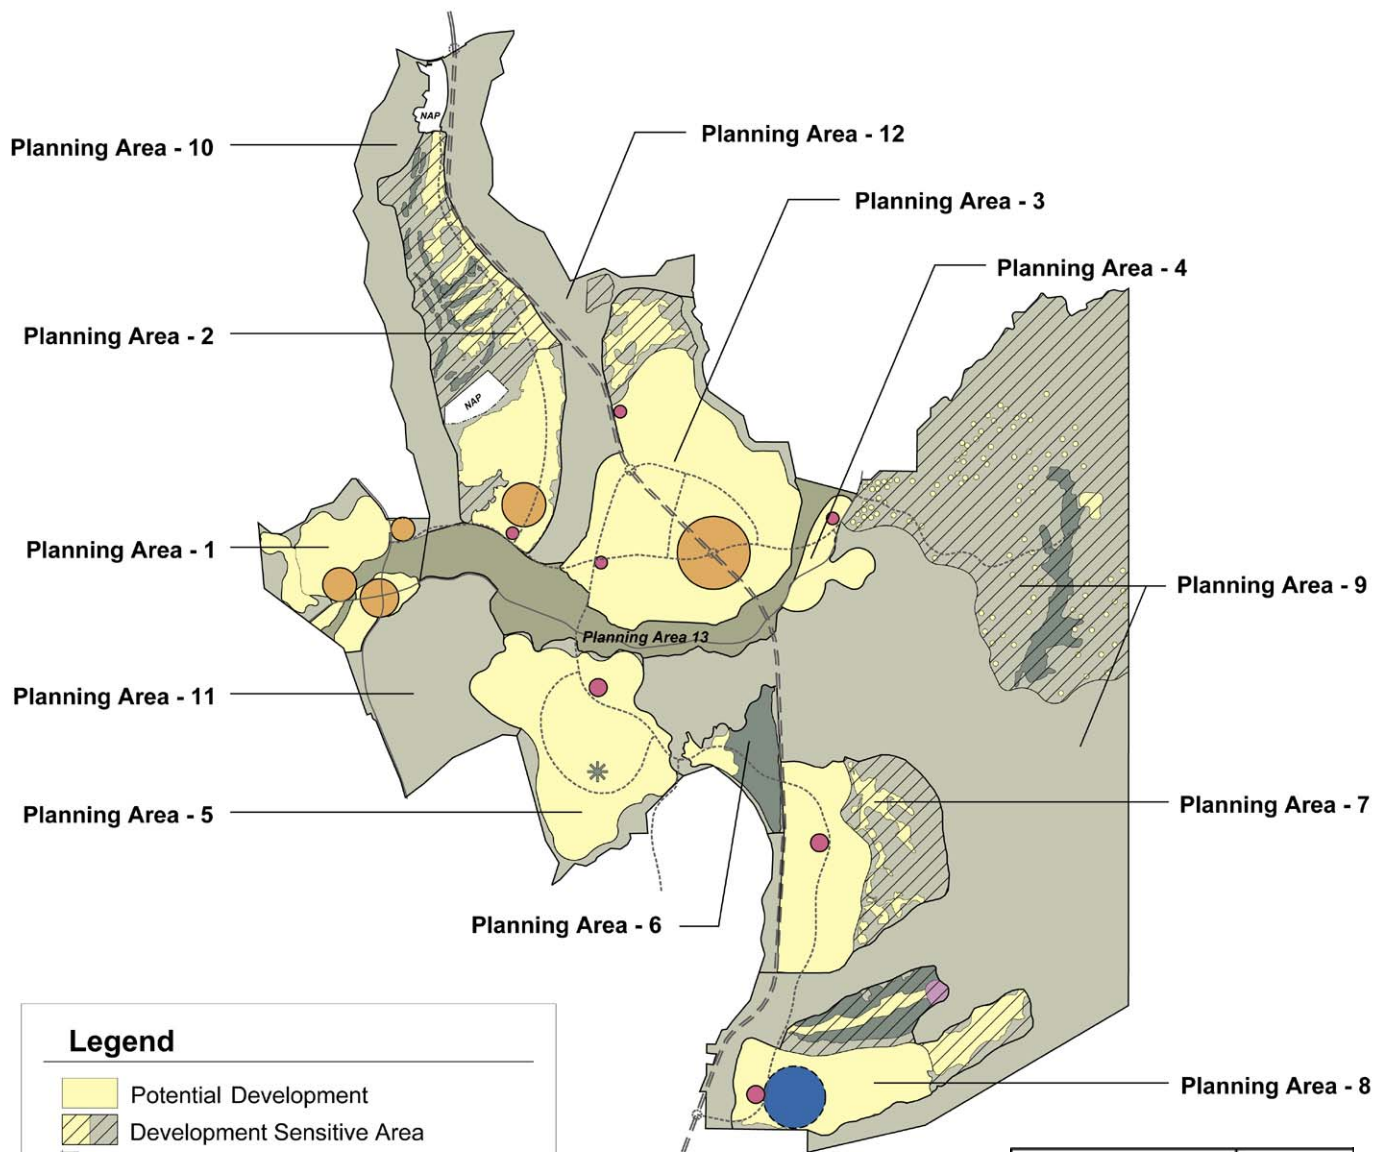 NAP
Planning Area - 10
Planning Area - 12
Planning Area - 3
Planning Area - 4
Planning Area - 2
NAP
Planning Area - 1
Planning Area - 9
Planning Area 13
Planning Area - 11
Planning Area - 7
Planning Area - 5
Planning Area - 6
Legend
Potential Development
Development Sensitive Area
Planning Area - 8